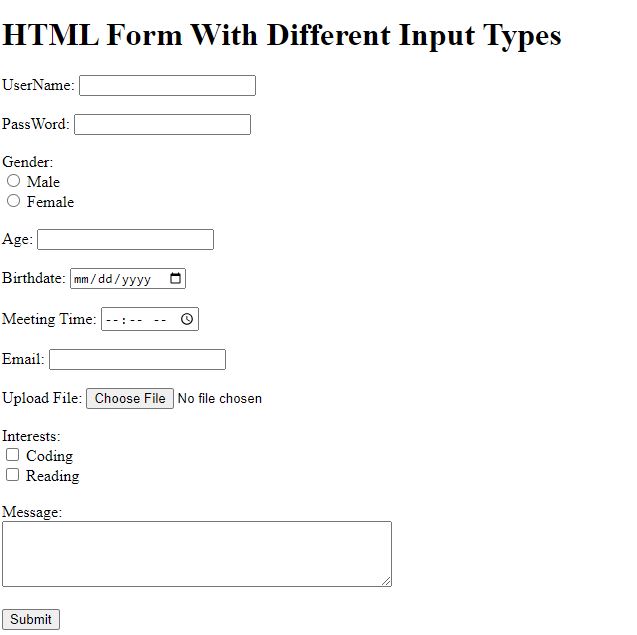 HTML Form With Different Input Types
UserName:
PassWord:
Gender:
Male
Female
Age:
Birthdate: mm/dd/yyyy
Meeting Time: --:-- --
Email:
Upload File: Choose File No file chosen
Interests:
Coding
Reading
Message:
Submit